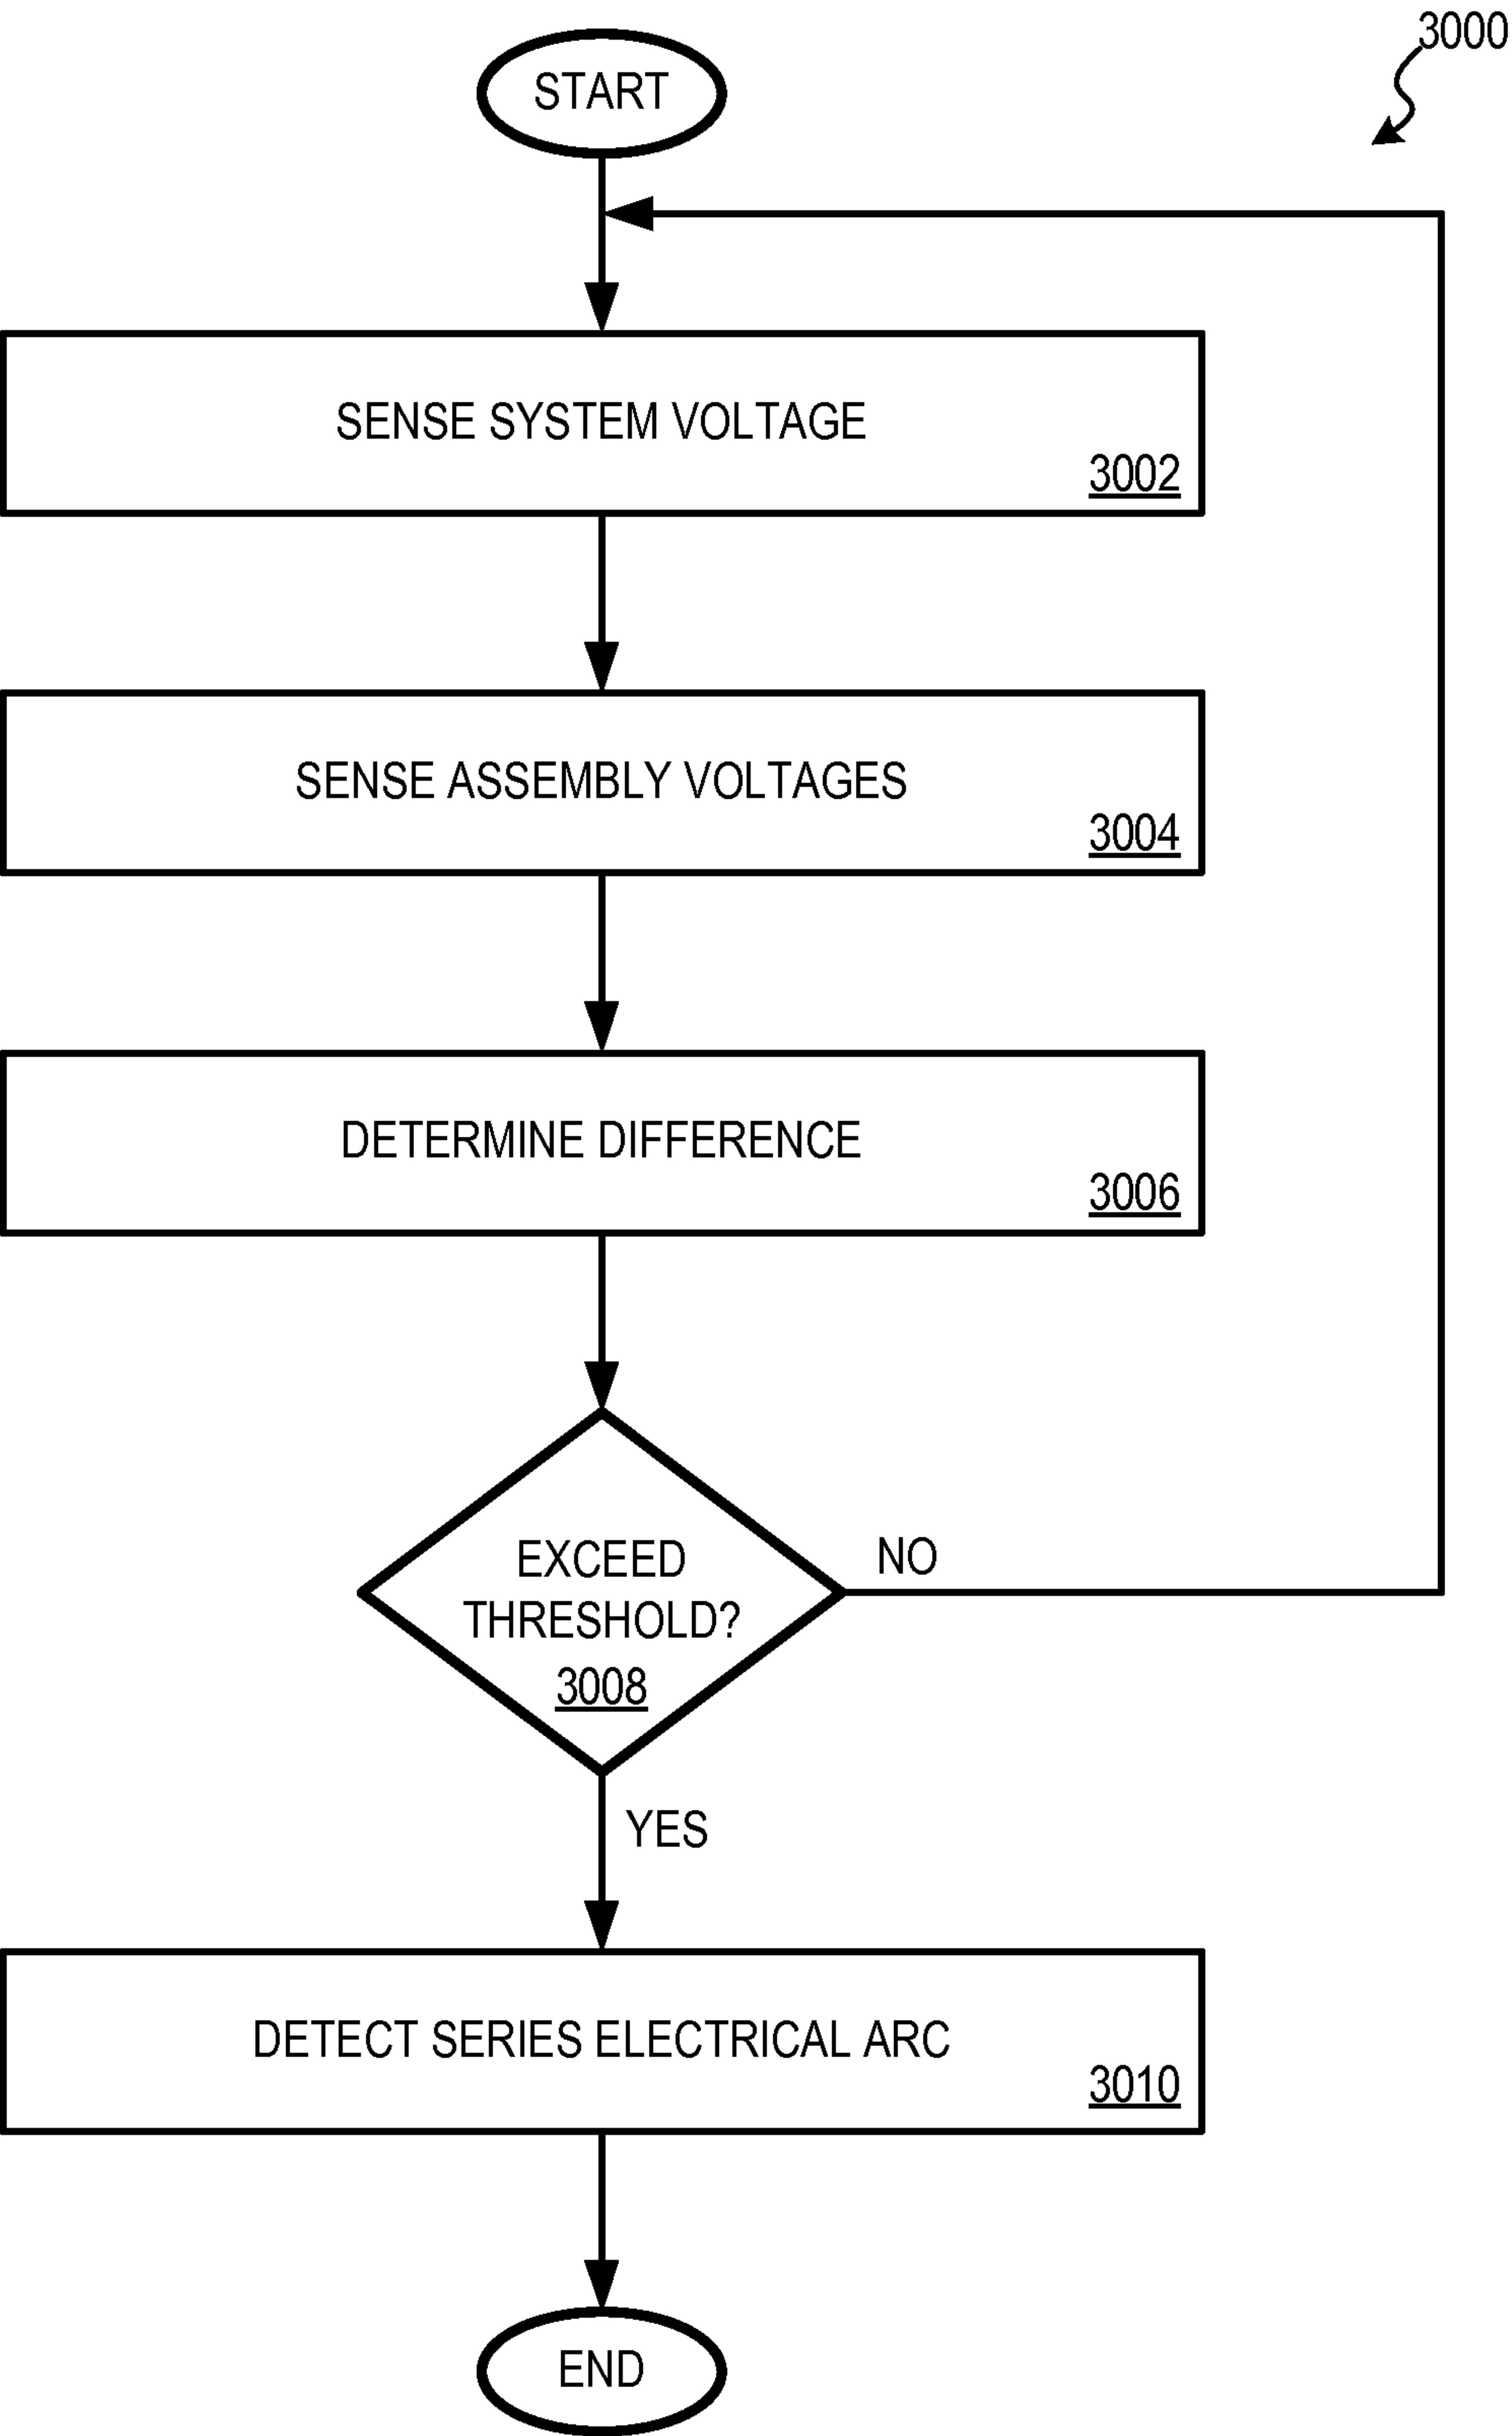 3000
START
SENSE SYSTEM VOLTAGE
3002
SENSE ASSEMBLY VOLTAGES
3004
DETERMINE DIFFERENCE
3006
EXCEED
THRESHOLD?
3008
NO
YES
DETECT SERIES ELECTRICAL ARC
3010
END